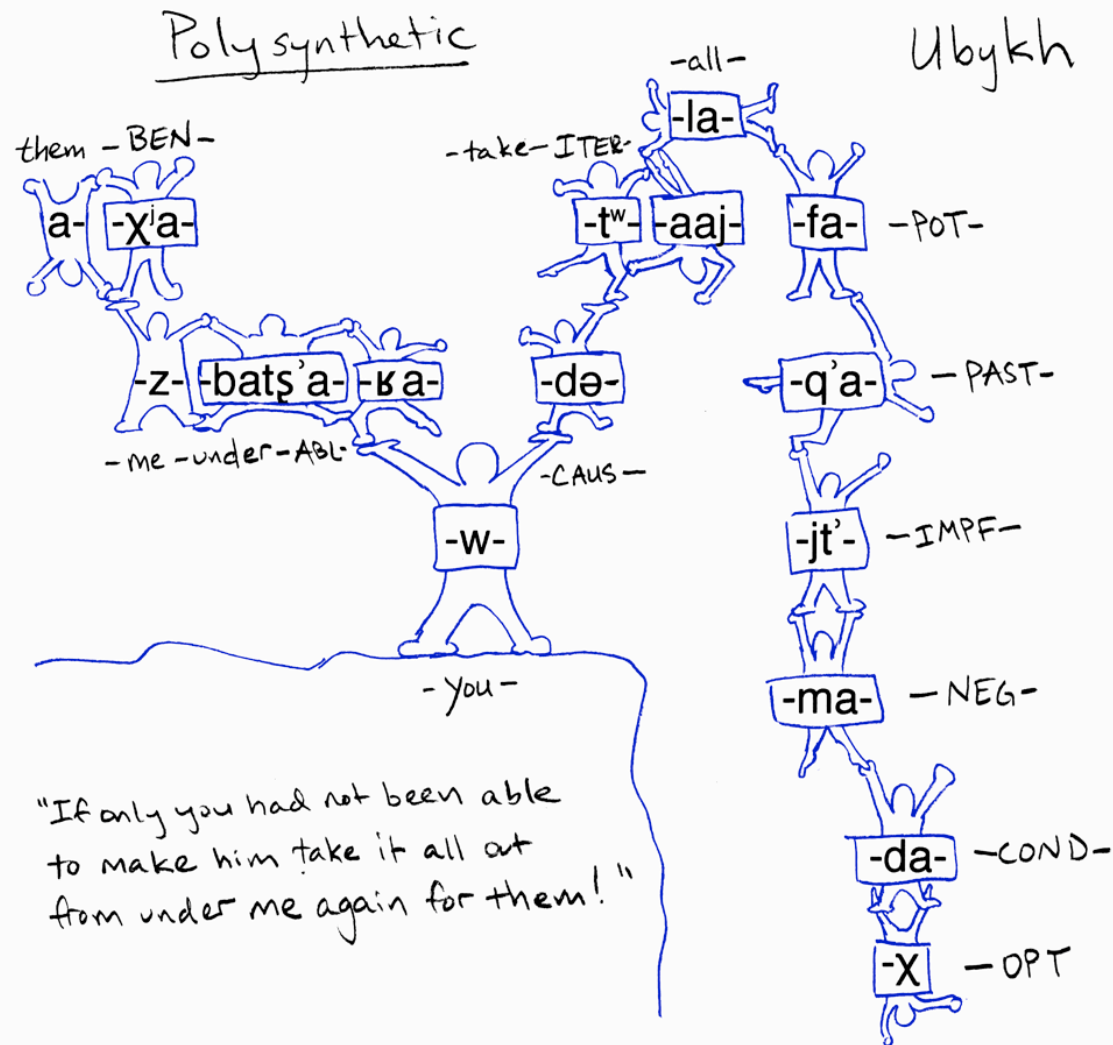 Polysynthetic
Ubykh
-all-
-la-
them -BEN-
-take-ITER-
a- -χʲa-
-tʷ- -aaj- -fa- -POT-
-z- -batʂʼa- -ʁa-
-də-
-qʼa- -PAST-
-me-under-ABL-
-CAUS-
-w-
-jtʼ- -IMPF-
-you-
-ma- -NEG-
"If only you had not been able
to make him take it all out
from under me again for them!"
-da- -COND-
-χ -OPT